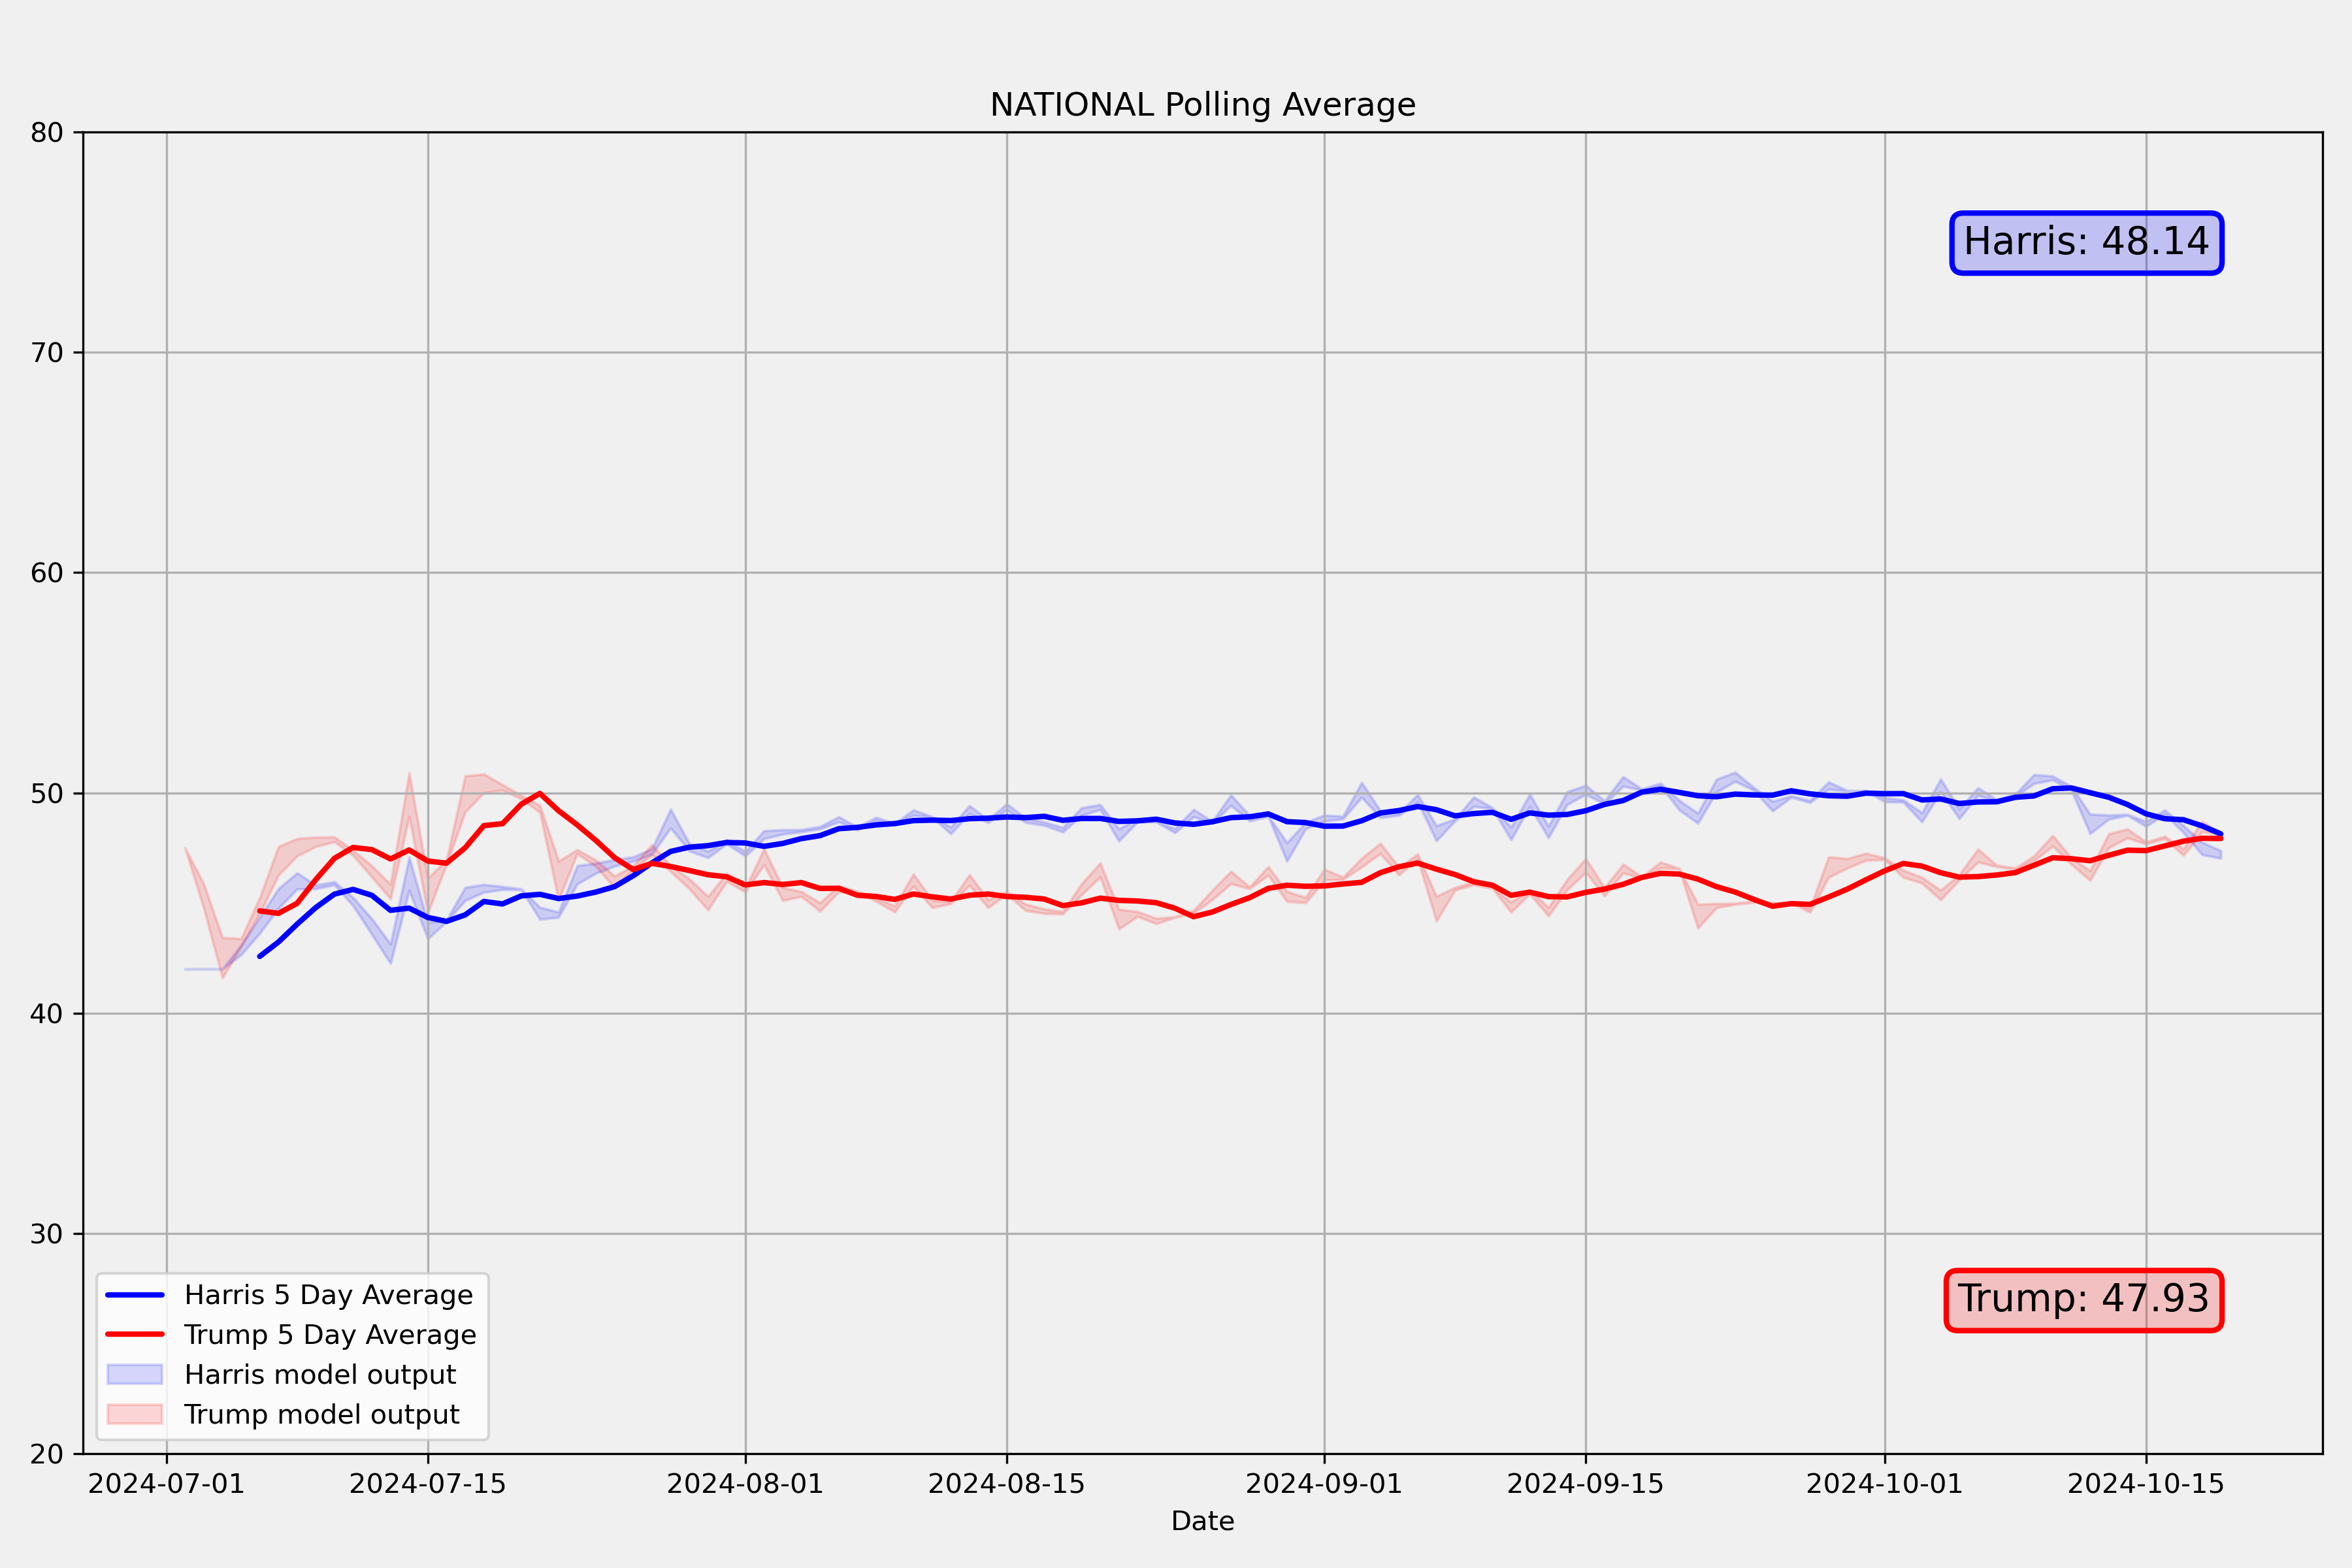 NATIONAL Polling Average
80
70
60
50
40
30
20
Harris: 48.14
Trump: 47.93
Harris 5 Day Average
Trump 5 Day Average
Harris model output
Trump model output
2024-07-01 2024-07-15 2024-08-01 2024-08-15 2024-09-01 2024-09-15 2024-10-01 2024-10-15
Date